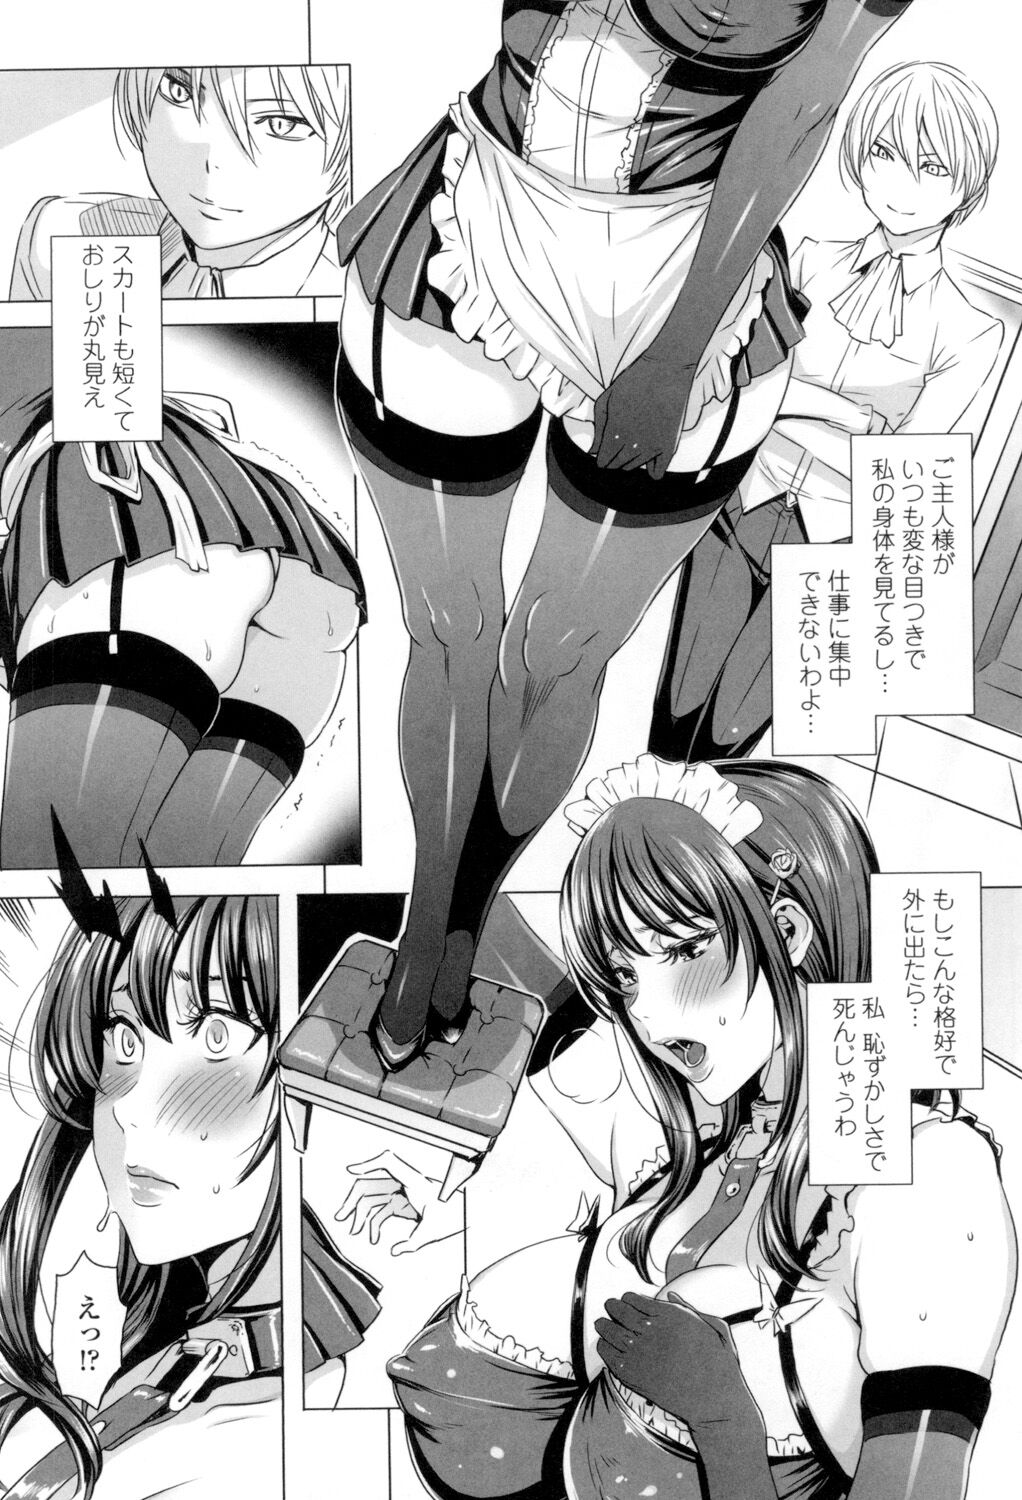 ご主人様が
いつも変な目つきで
私の身体を見てるし…
仕事に集中
できないわよ…
スカートも短くて
おしりが丸見え
もしこんな格好で
外に出たら…
私 恥ずかしさで
死んじゃうわ
えっ!?